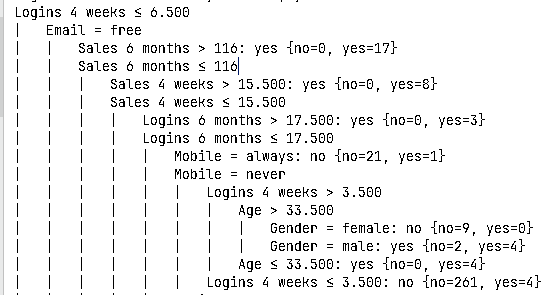 Logins 4 weeks ≤ 6.500
|   Email = free
|   |   Sales 6 months > 116: yes {no=0, yes=17}
|   |   Sales 6 months ≤ 116
|   |   |   Sales 4 weeks > 15.500: yes {no=0, yes=8}
|   |   |   Sales 4 weeks ≤ 15.500
|   |   |   |   Logins 6 months > 17.500: yes {no=0, yes=3}
|   |   |   |   Logins 6 months ≤ 17.500
|   |   |   |   |   Mobile = always: no {no=21, yes=1}
|   |   |   |   |   Mobile = never
|   |   |   |   |   |   Logins 4 weeks > 3.500
|   |   |   |   |   |   |   Age > 33.500
|   |   |   |   |   |   |   |   Gender = female: no {no=9, yes=0}
|   |   |   |   |   |   |   |   Gender = male: yes {no=2, yes=4}
|   |   |   |   |   |   |   Age ≤ 33.500: yes {no=0, yes=4}
|   |   |   |   |   |   Logins 4 weeks ≤ 3.500: no {no=261, yes=4}